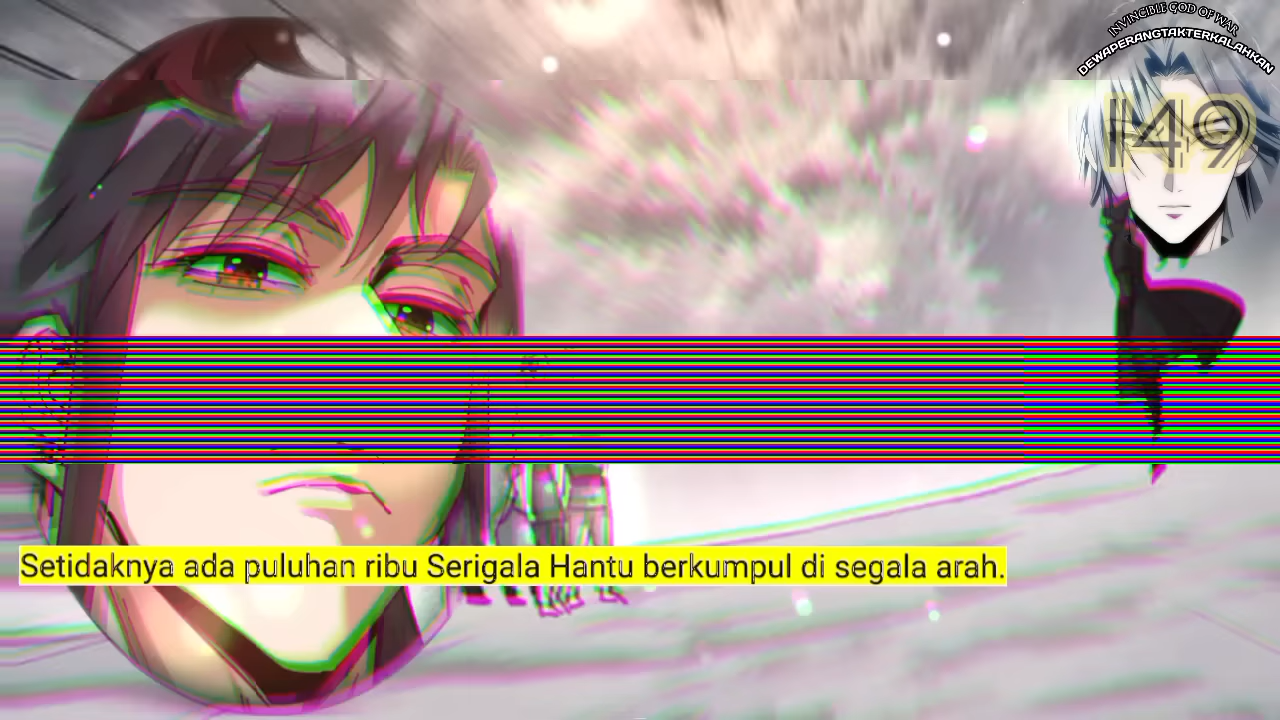 INVINCIBLE GOD OF WAR
DEWAPERANGTAKTERKALAHKAN
149
Setidaknya ada puluhan ribu Serigala Hantu berkumpul di segala arah.